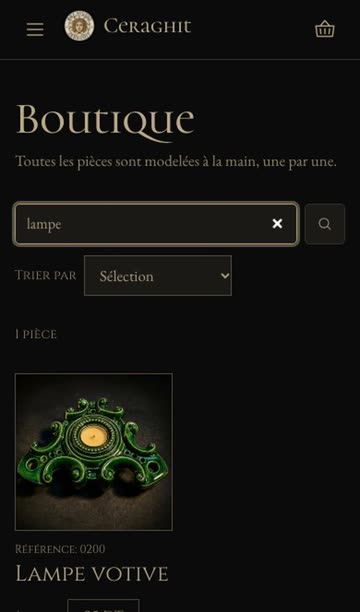 Ceraghit
Boutique
Toutes les pièces sont modelées à la main, une par une.
lampe
Trier par
Sélection
1 pièce
Référence: 0200
Lampe votive